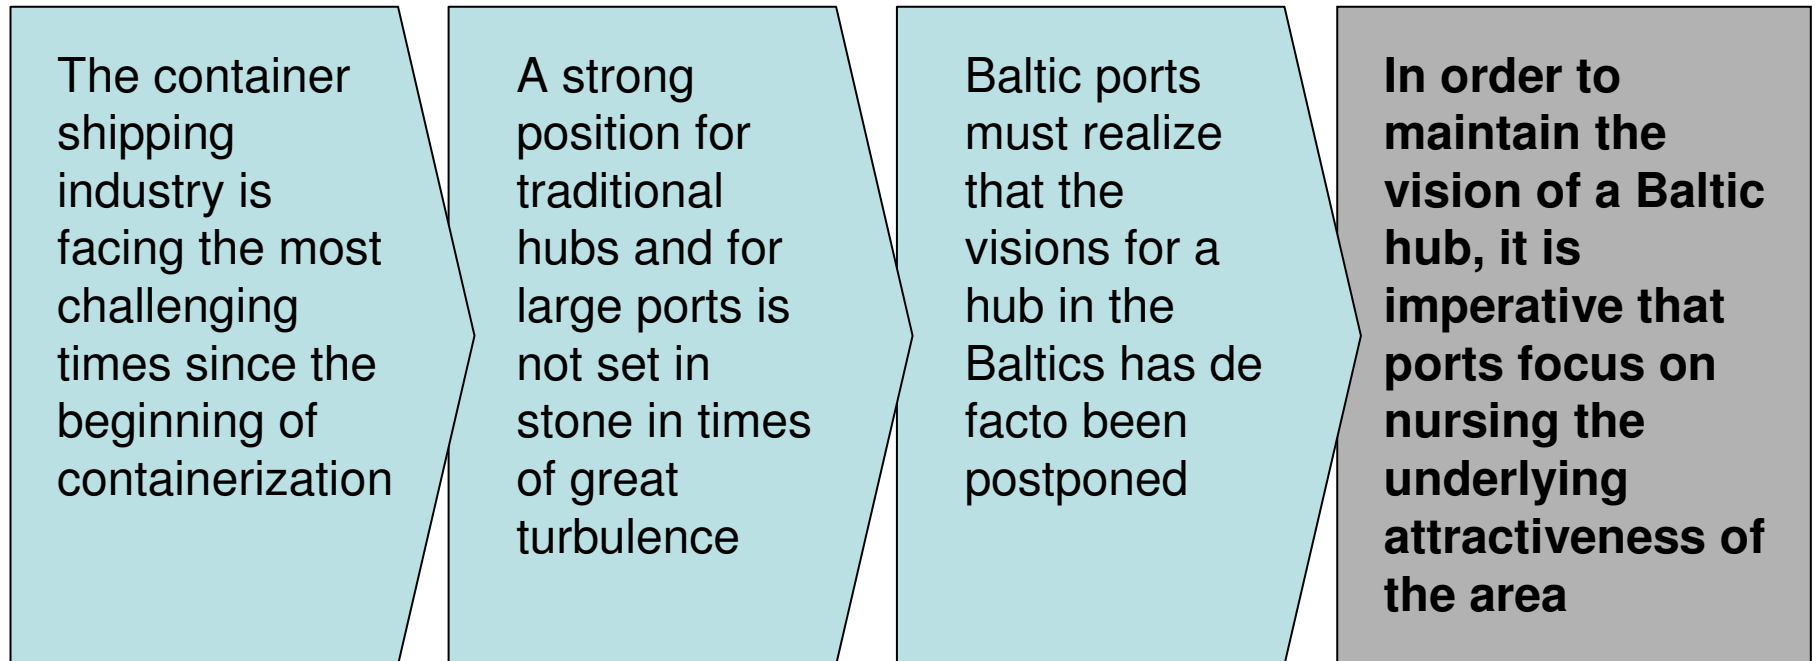 The container
shipping
industry is
facing the most
challenging
times since the
beginning of
containerization
A strong
position for
traditional
hubs and for
large ports is
not set in
stone in times
of great
turbulence
Baltic ports
must realize
that the
visions for a
hub in the
Baltics has de
facto been
postponed
In order to
maintain the
vision of a Baltic
hub, it is
imperative that
ports focus on
nursing the
underlying
attractiveness of
the area